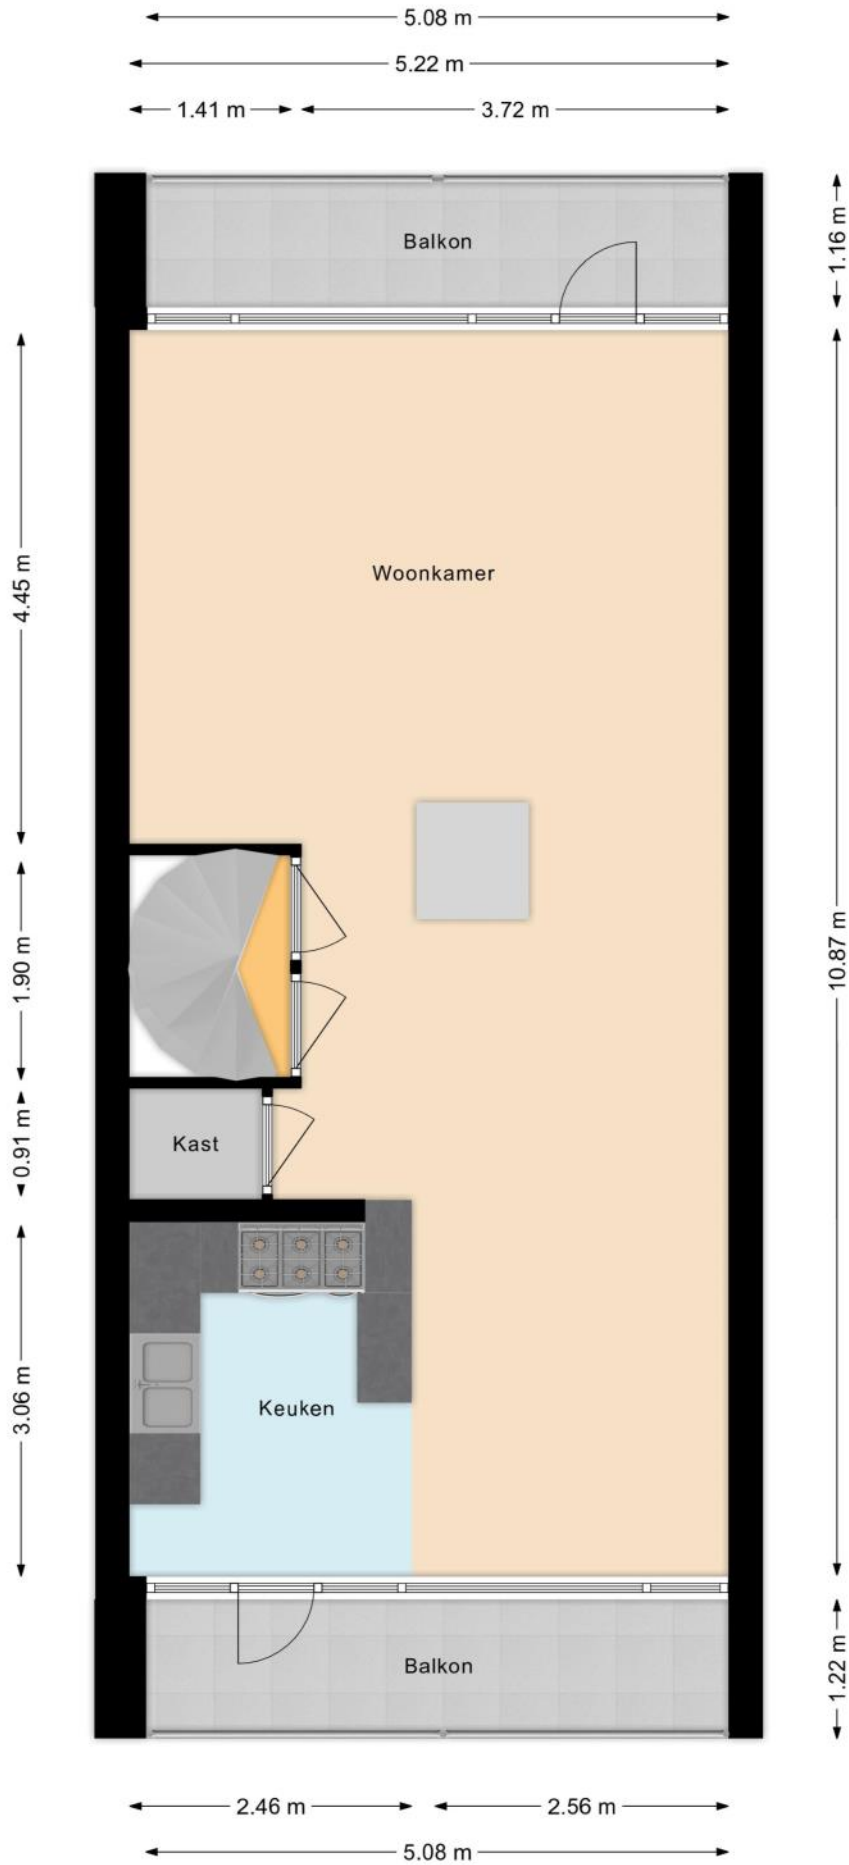 5.08 m
5.22 m
1.41 m 3.72 m
1.16 m
Balkon
4.45 m
Woonkamer
10.87 m
1.90 m
0.91 m
Kast
3.06 m
Keuken
1.22 m
Balkon
2.46 m 2.56 m
5.08 m